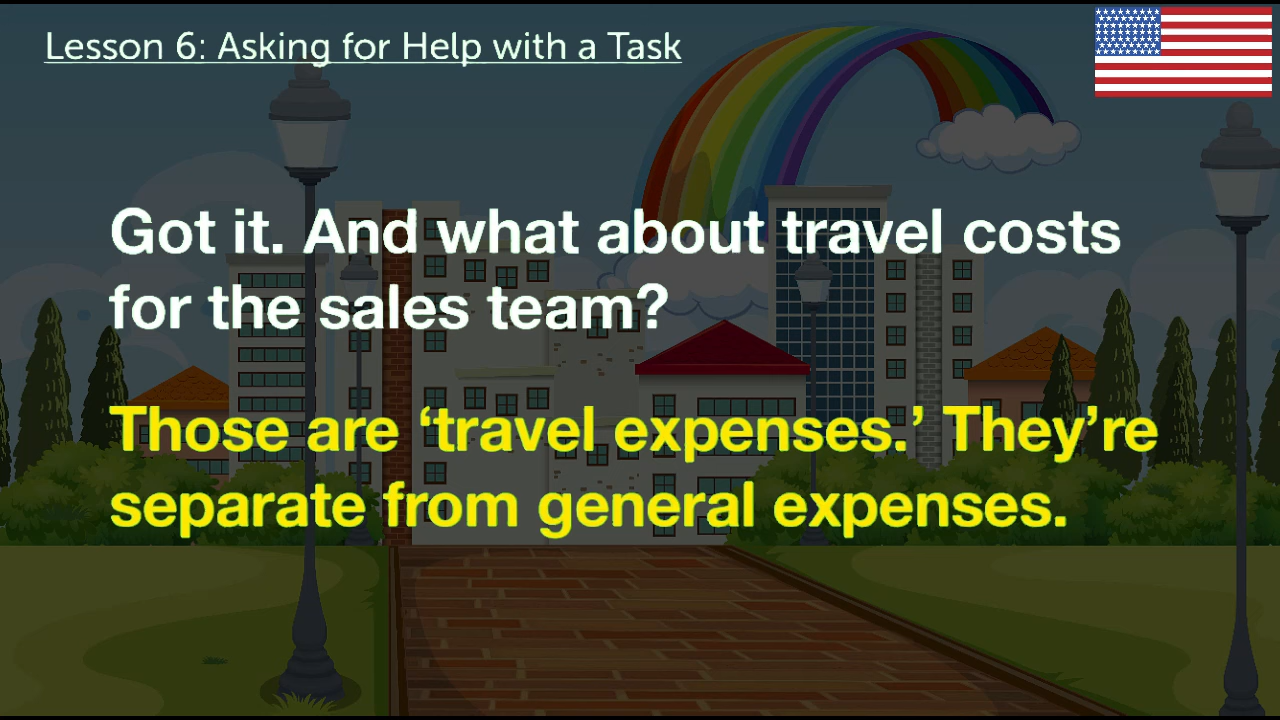 Lesson 6: Asking for Help with a Task
Got it. And what about travel costs
for the sales team?
Those are ‘travel expenses.’ They’re
separate from general expenses.